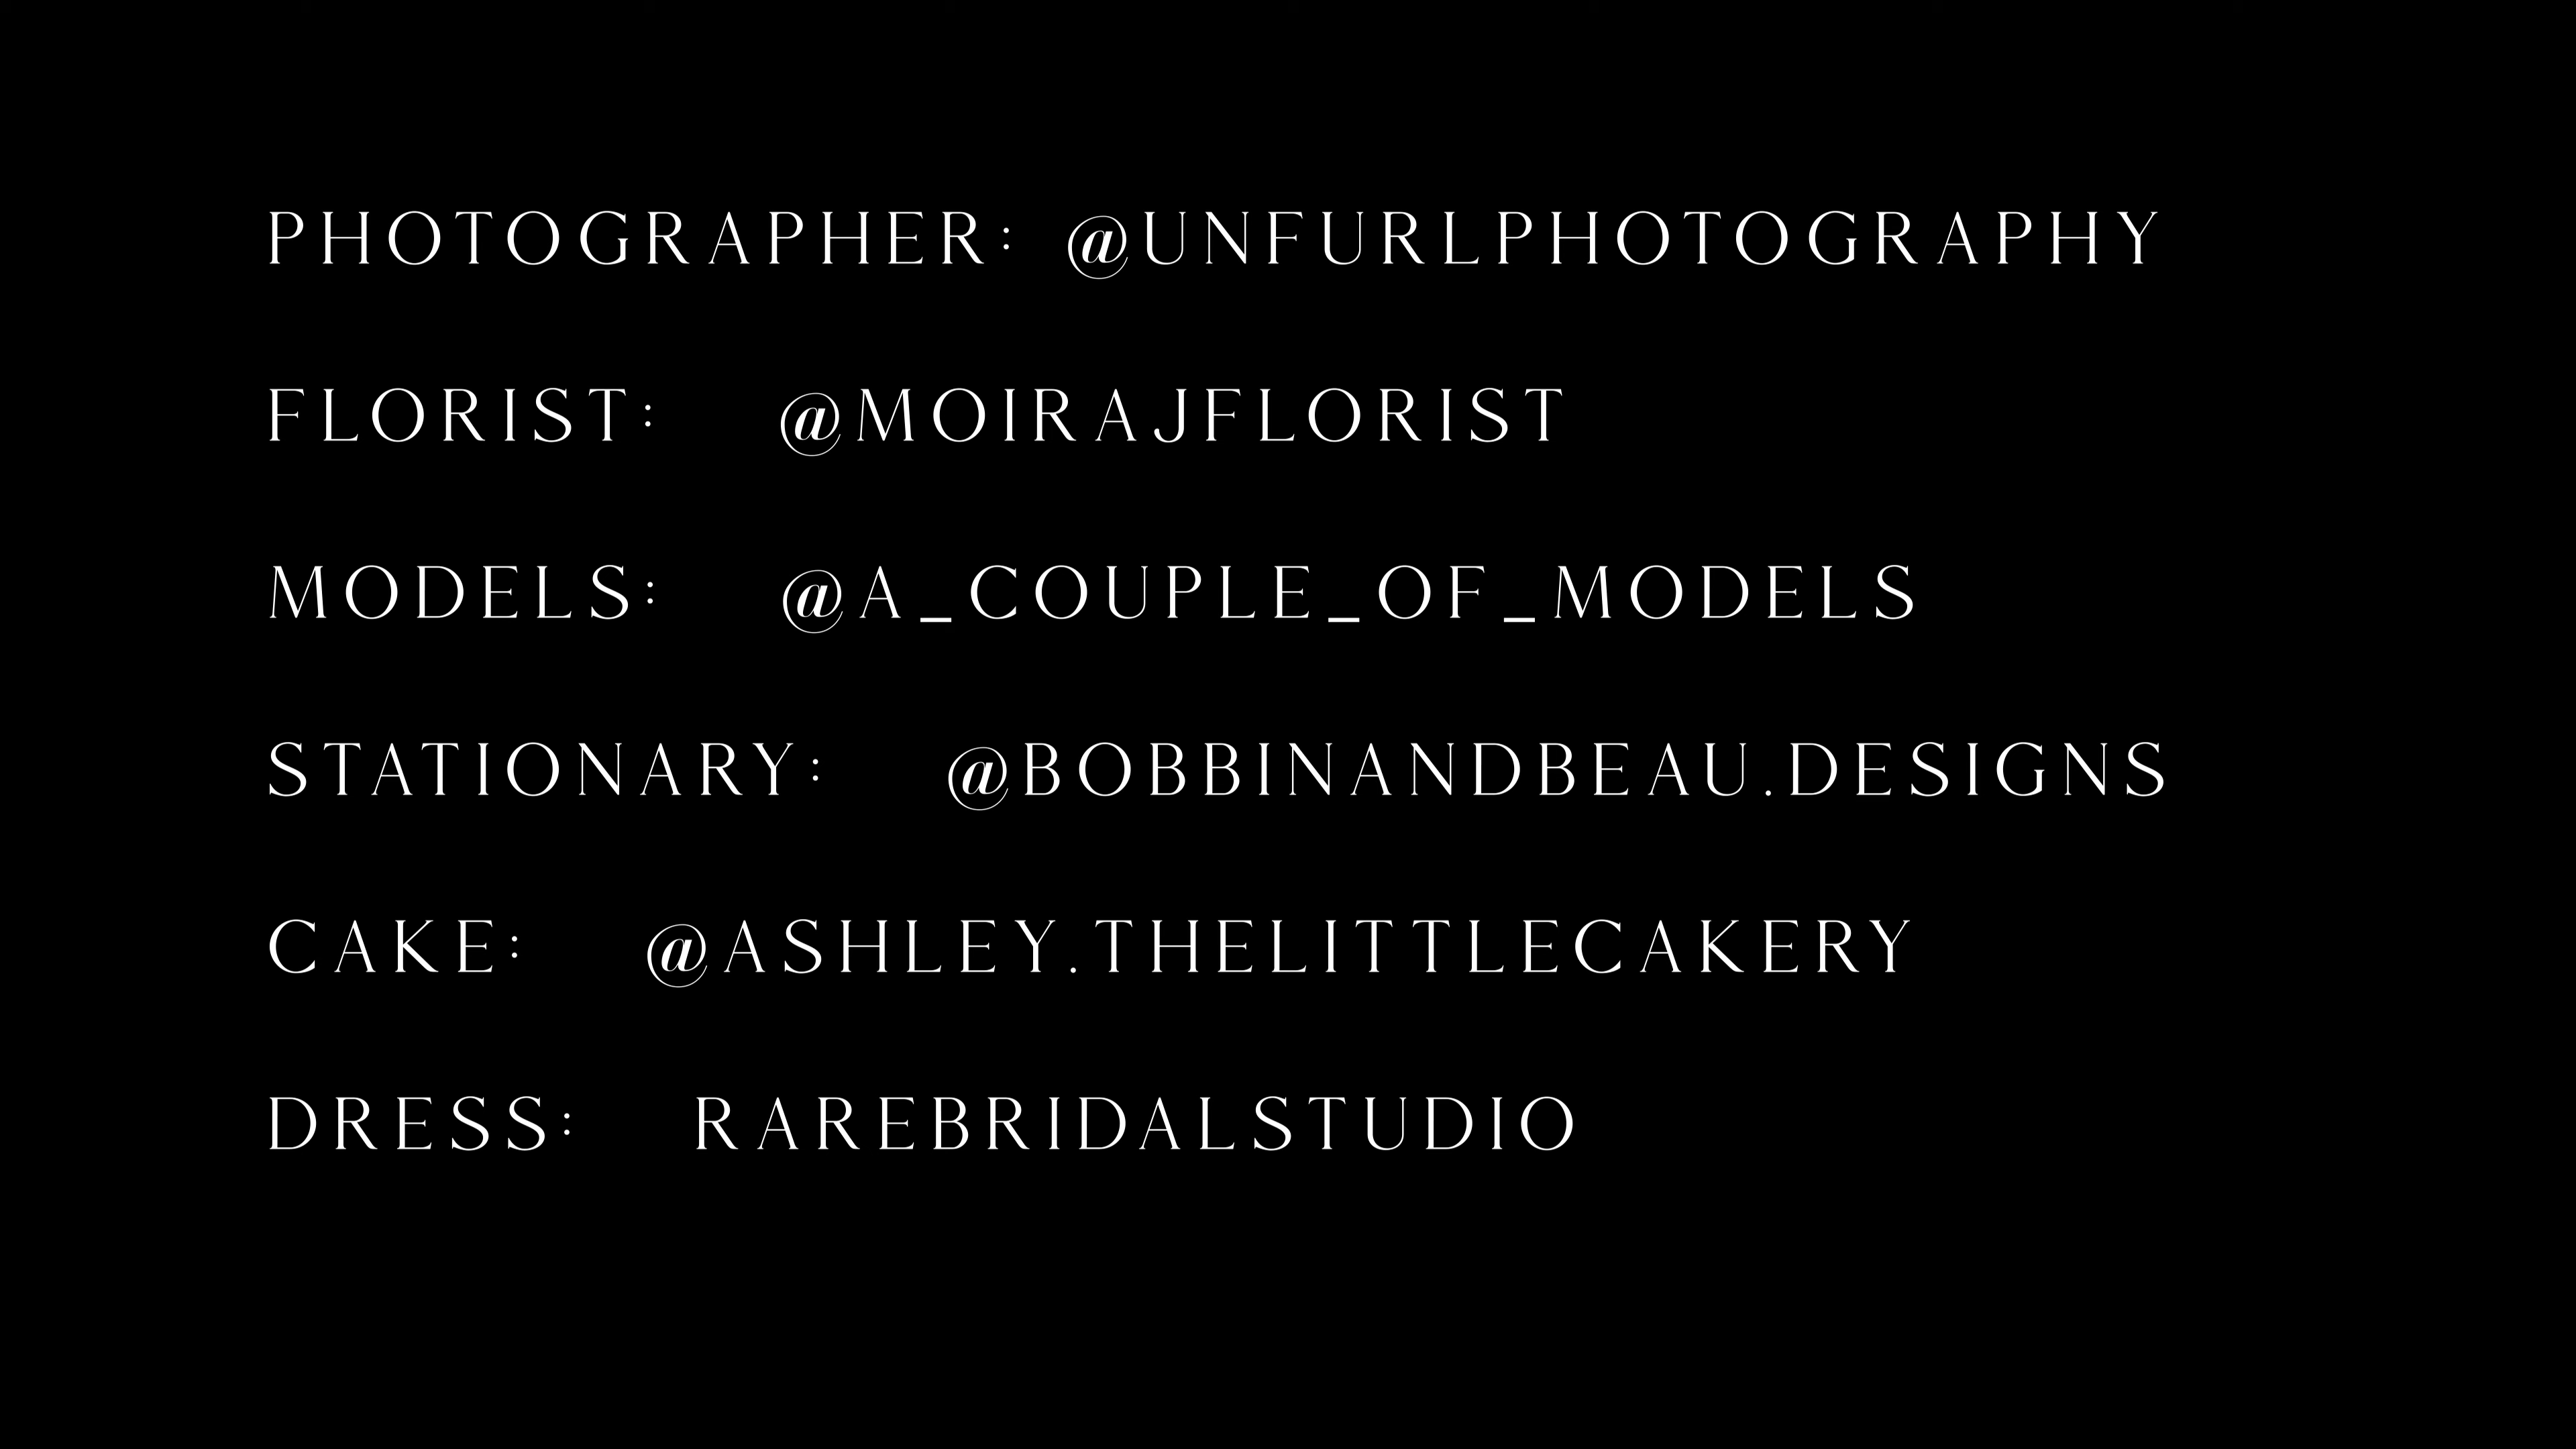 PHOTOGRAPHER: @UNFURLPHOTOGRAPHY
FLORIST: @MOIRAJFLORIST
MODELS: @A_COUPLE_OF_MODELS
STATIONARY: @BOBBINANDBEAU.DESIGNS
CAKE: @ASHLEY.THELITTLECAKERY
DRESS: RAREBRIDALSTUDIO